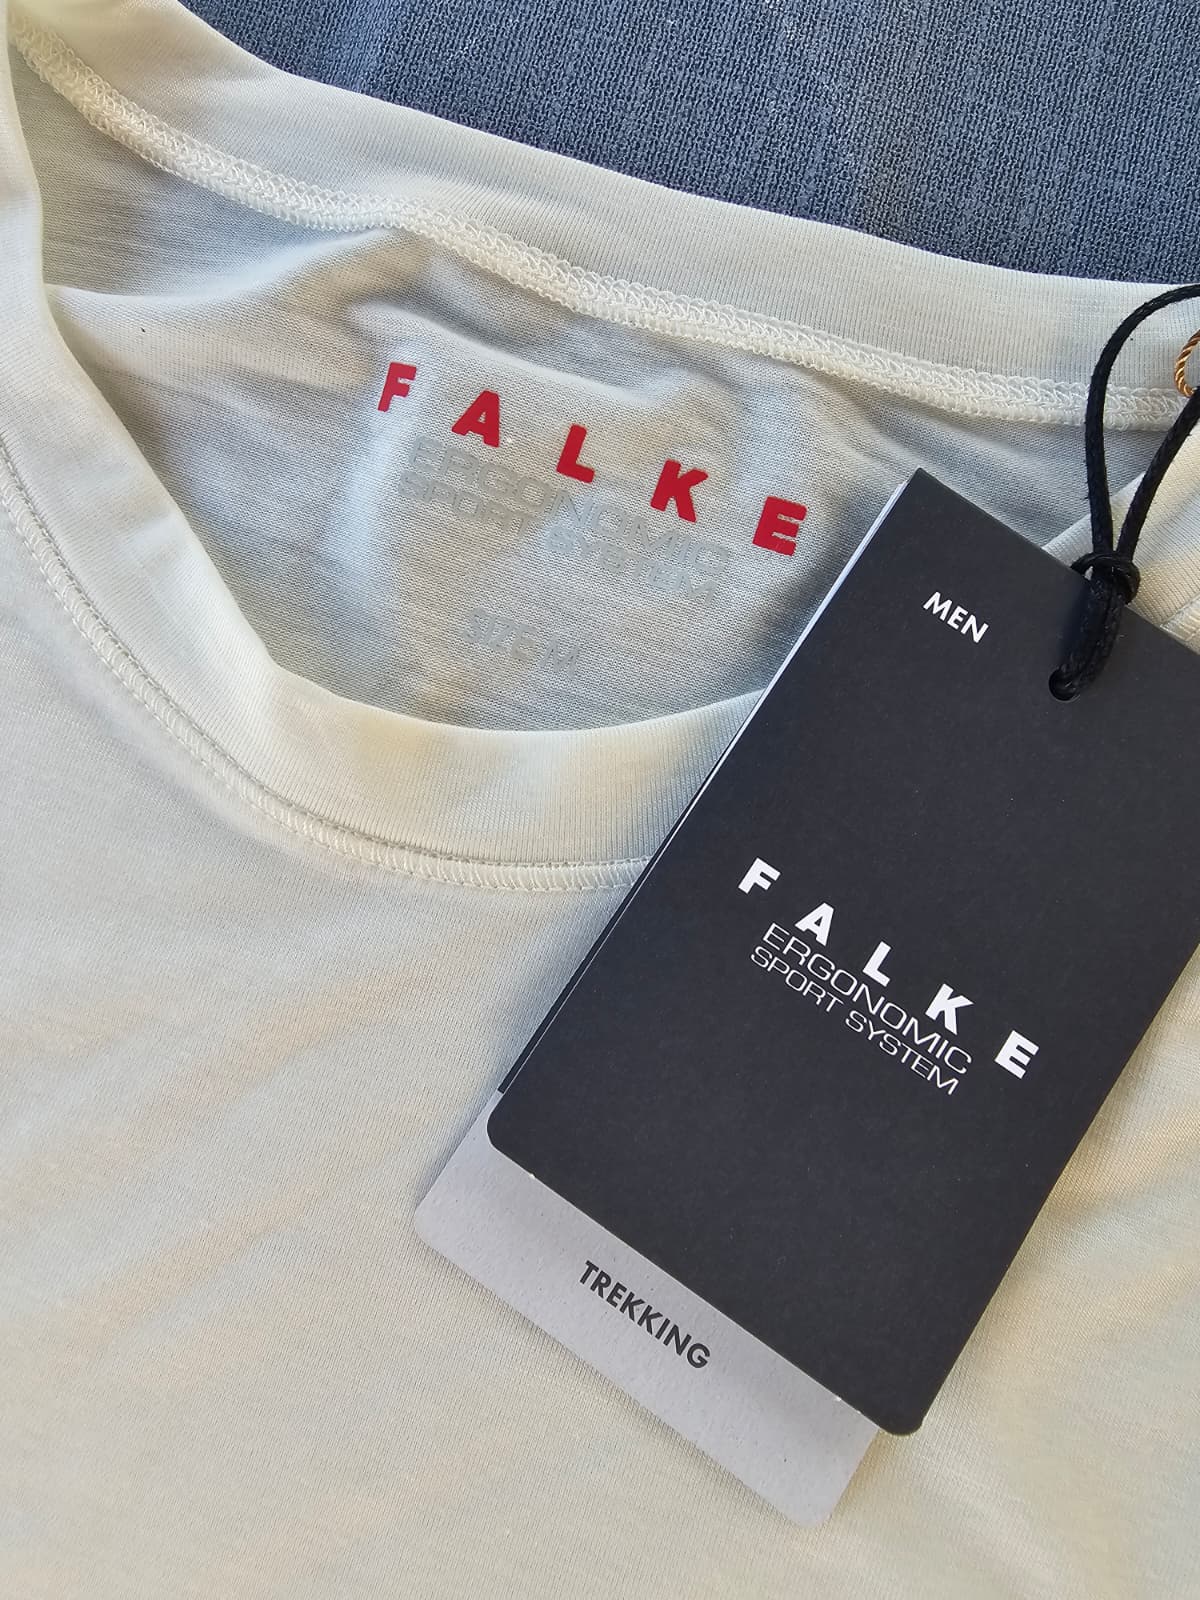 FALKE
ERGONOMIC
SPORT SYSTEM
SIZE M
MEN
FALKE
ERGONOMIC
SPORT SYSTEM
TREKKING